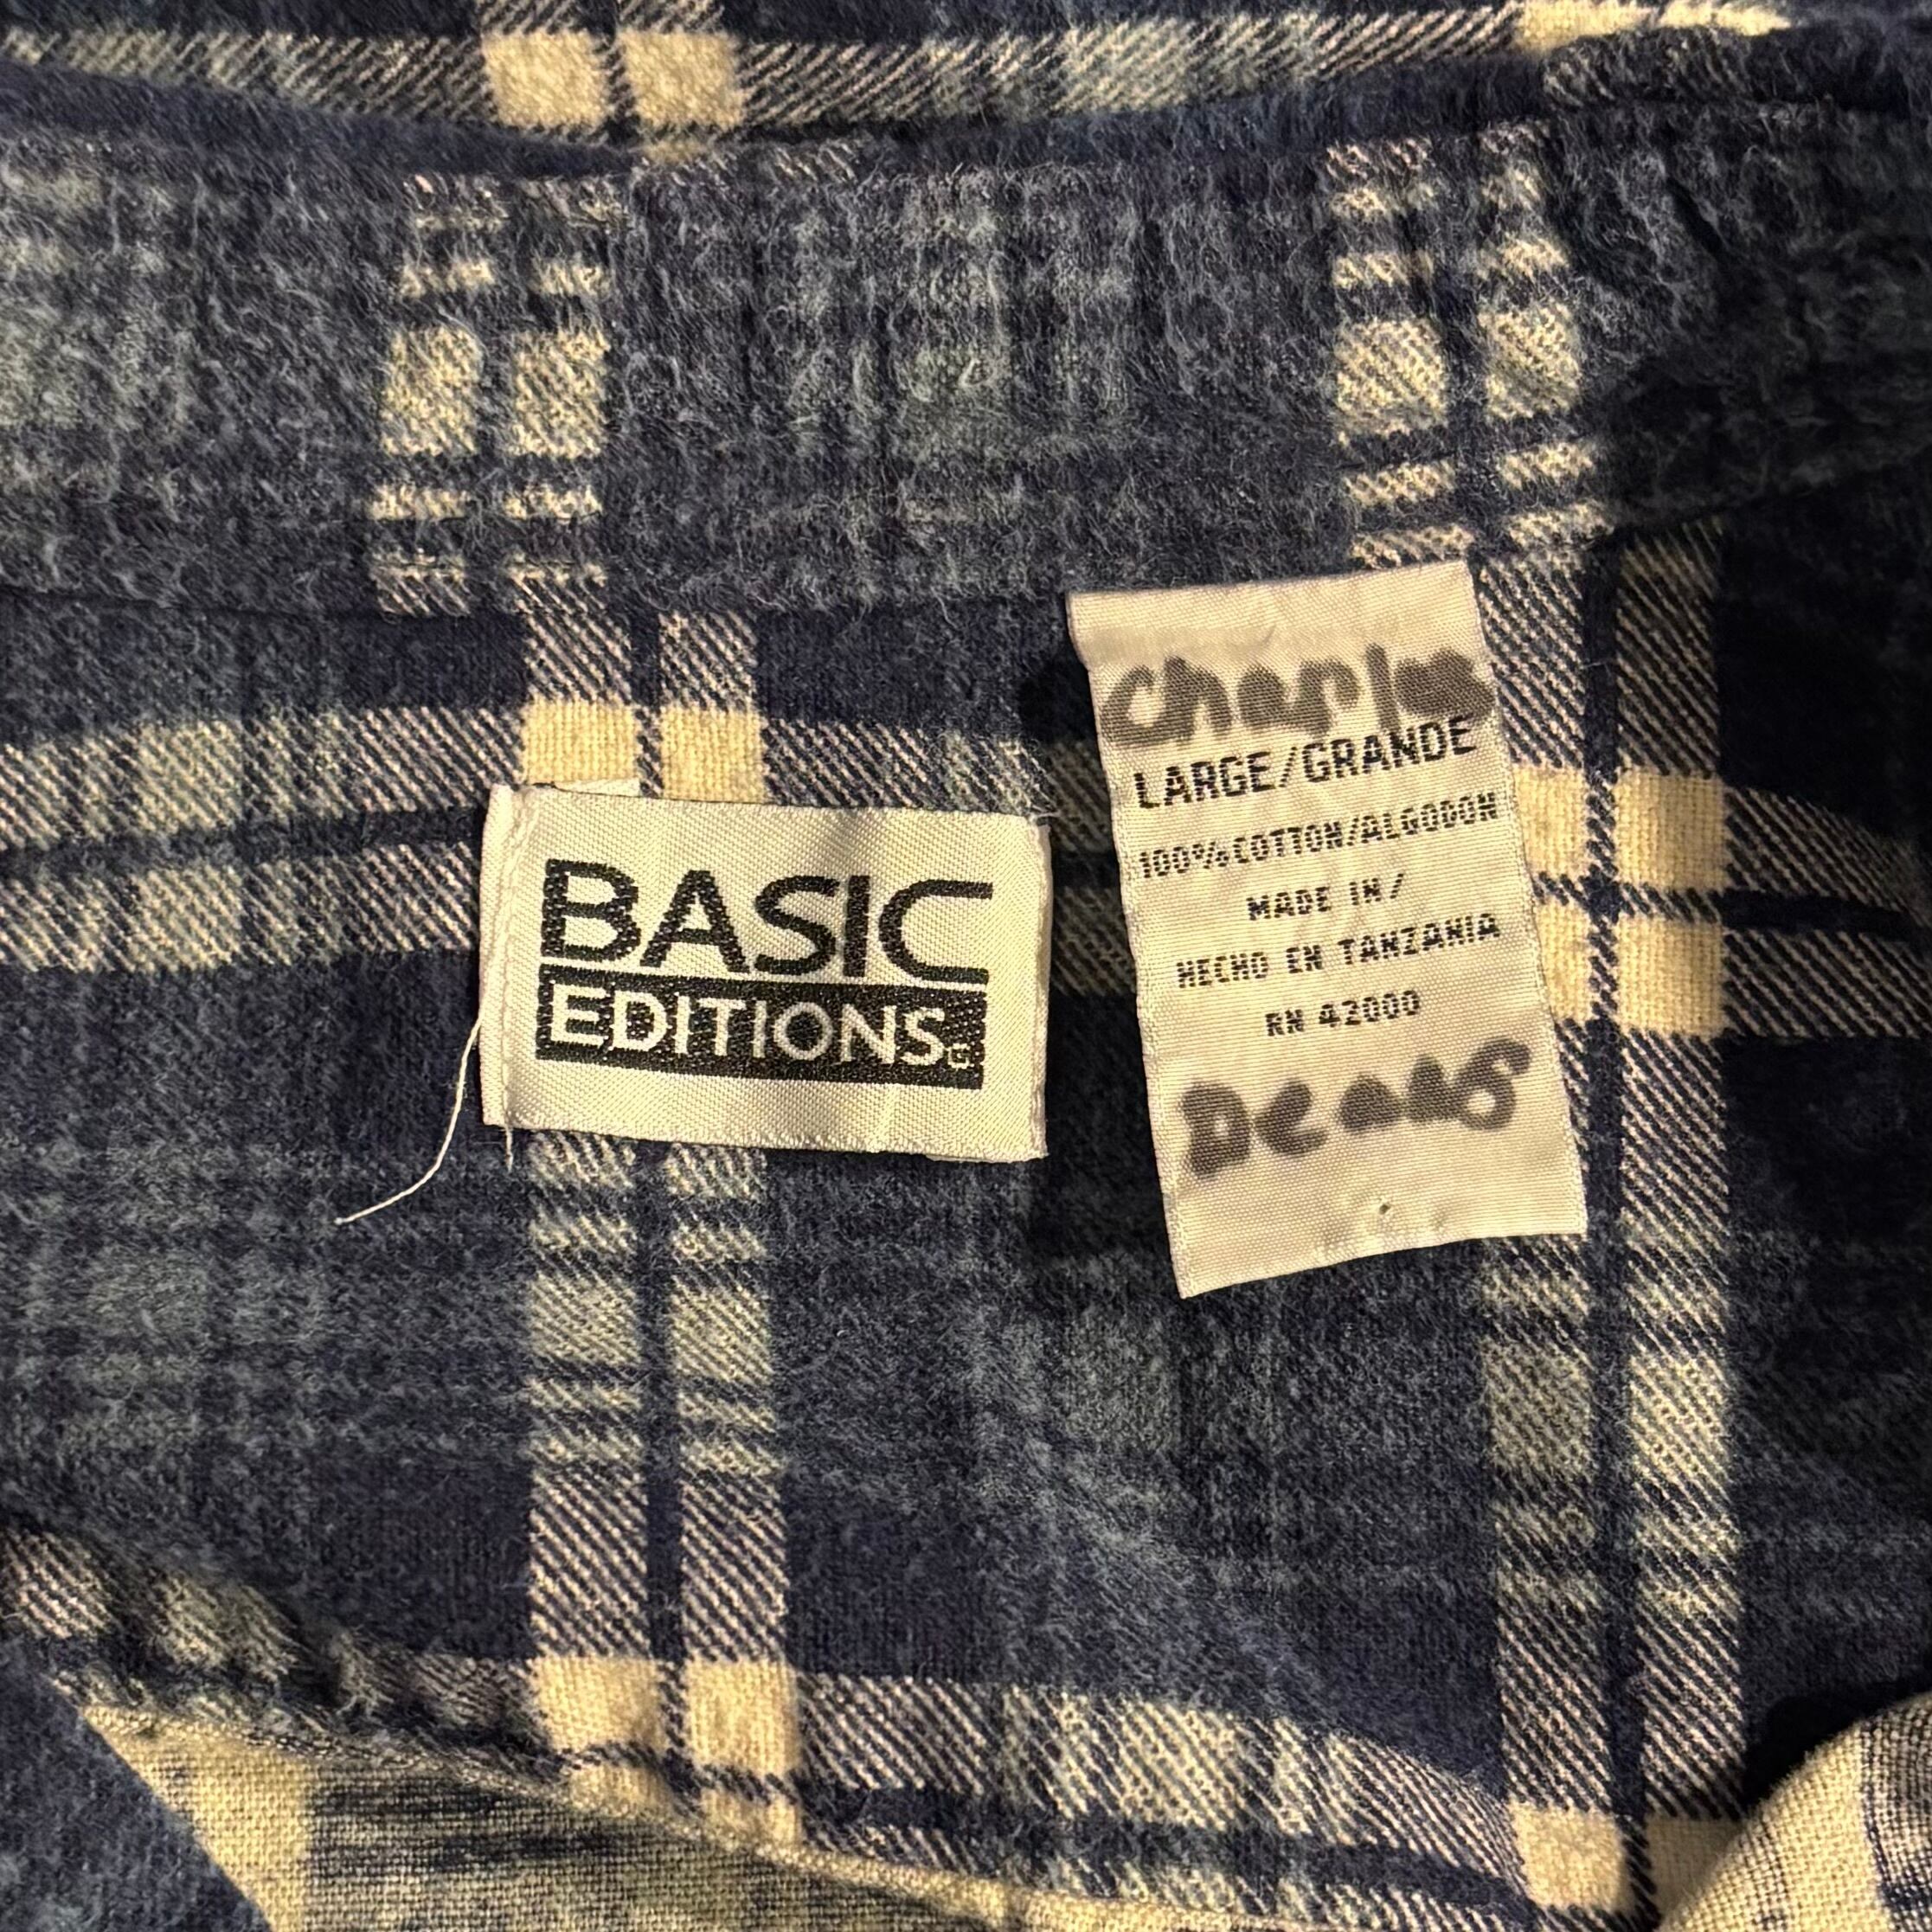 BASIC
EDITIONS
Charles
LARGE/GRANDE
100% COTTON/ALGODON
MADE IN/
HECHO EN TANZANIA
RN 42000